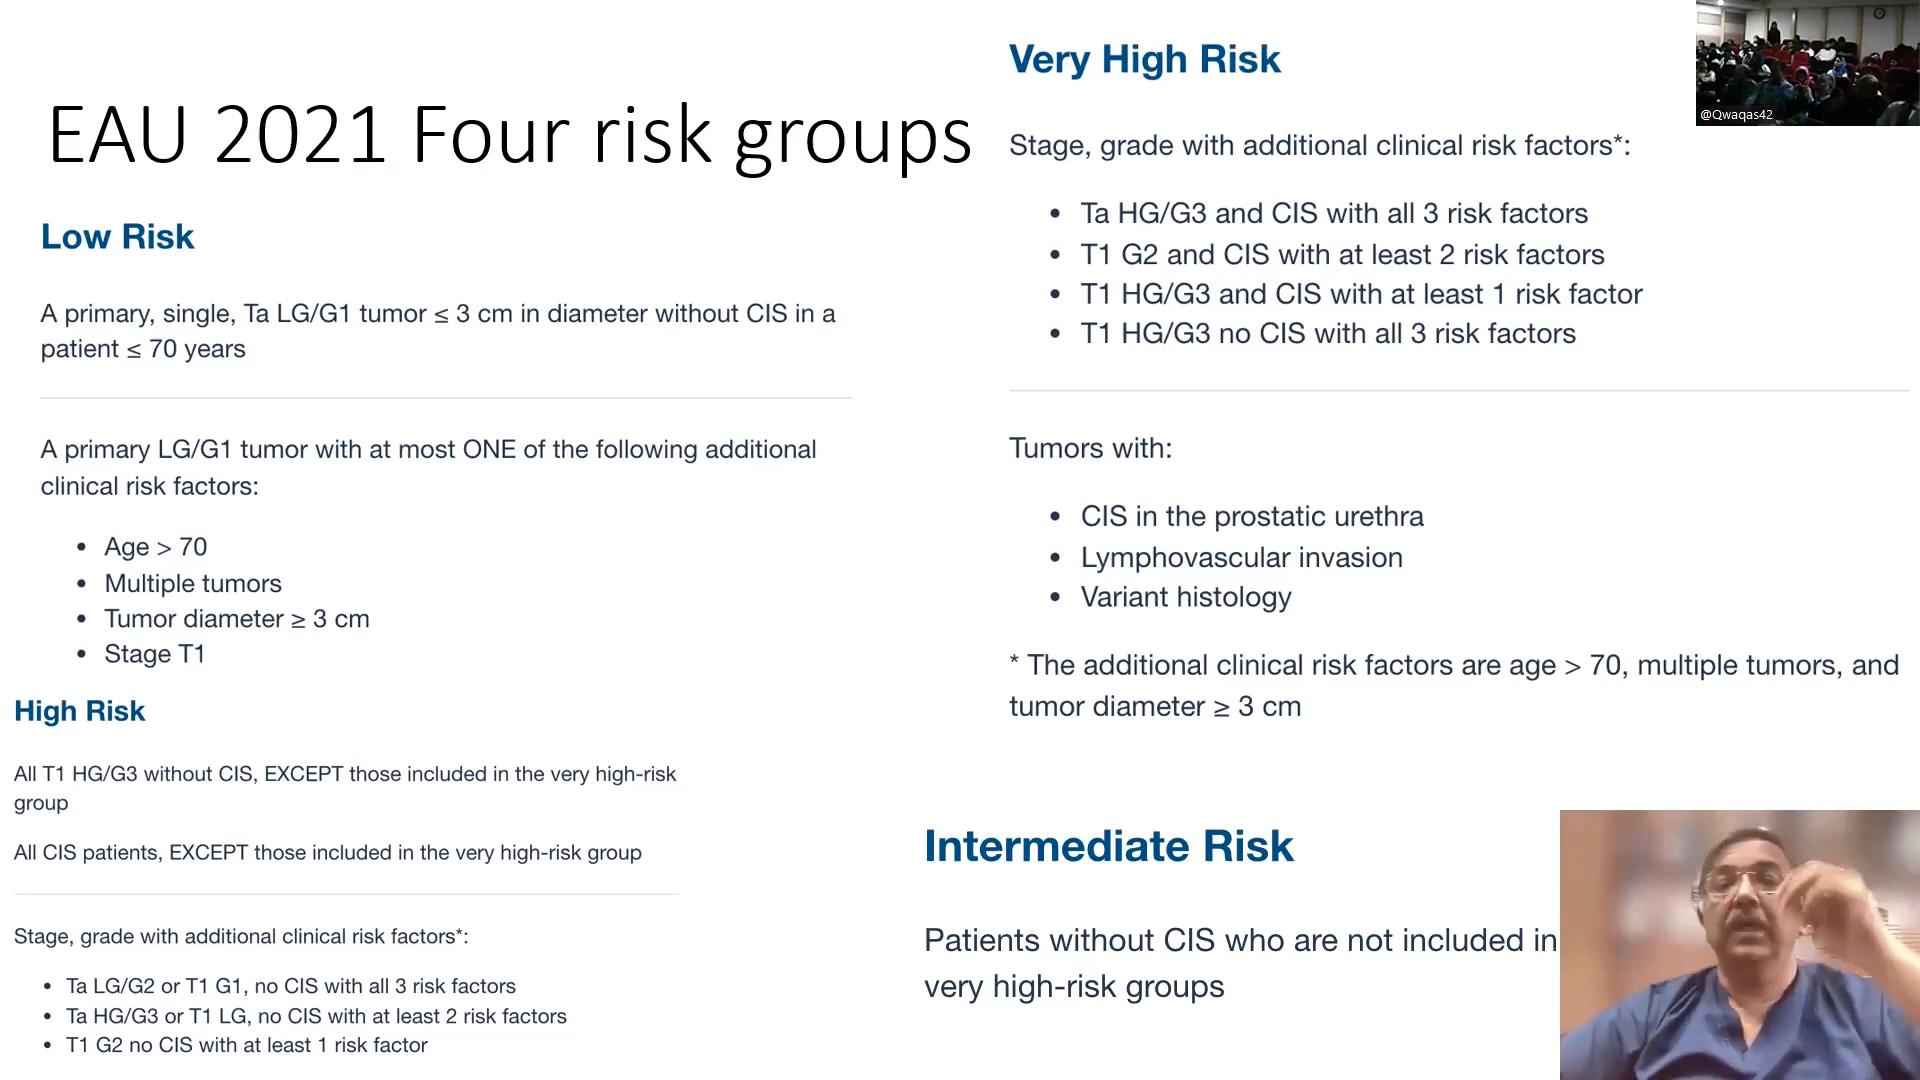 EAU 2021 Four risk groups
Low Risk
A primary, single, Ta LG/G1 tumor ≤ 3 cm in diameter without CIS in a
patient ≤ 70 years
A primary LG/G1 tumor with at most ONE of the following additional
clinical risk factors:
• Age > 70
• Multiple tumors
• Tumor diameter ≥ 3 cm
• Stage T1
High Risk
All T1 HG/G3 without CIS, EXCEPT those included in the very high-risk
group
All CIS patients, EXCEPT those included in the very high-risk group
Stage, grade with additional clinical risk factors*:
• Ta LG/G2 or T1 G1, no CIS with all 3 risk factors
• Ta HG/G3 or T1 LG, no CIS with at least 2 risk factors
• T1 G2 no CIS with at least 1 risk factor
Very High Risk
Stage, grade with additional clinical risk factors*:
• Ta HG/G3 and CIS with all 3 risk factors
• T1 G2 and CIS with at least 2 risk factors
• T1 HG/G3 and CIS with at least 1 risk factor
• T1 HG/G3 no CIS with all 3 risk factors
Tumors with:
• CIS in the prostatic urethra
• Lymphovascular invasion
• Variant histology
* The additional clinical risk factors are age > 70, multiple tumors, and
tumor diameter ≥ 3 cm
Intermediate Risk
Patients without CIS who are not included in
very high-risk groups
@Qwaqas42